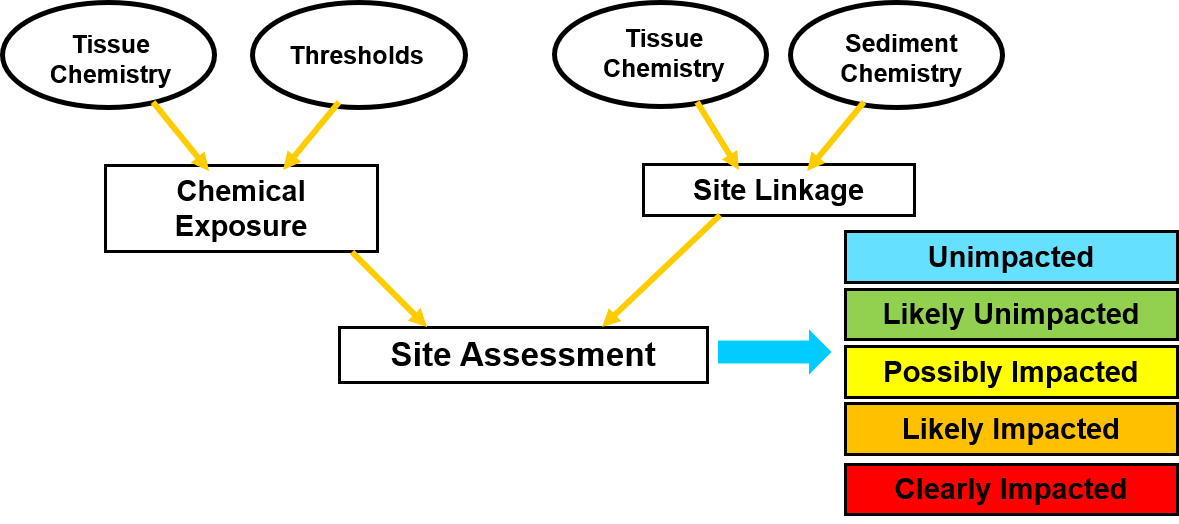 Tissue
Chemistry
Thresholds
Tissue
Chemistry
Sediment
Chemistry
Chemical
Exposure
Site Linkage
Site Assessment
Unimpacted
Likely Unimpacted
Possibly Impacted
Likely Impacted
Clearly Impacted